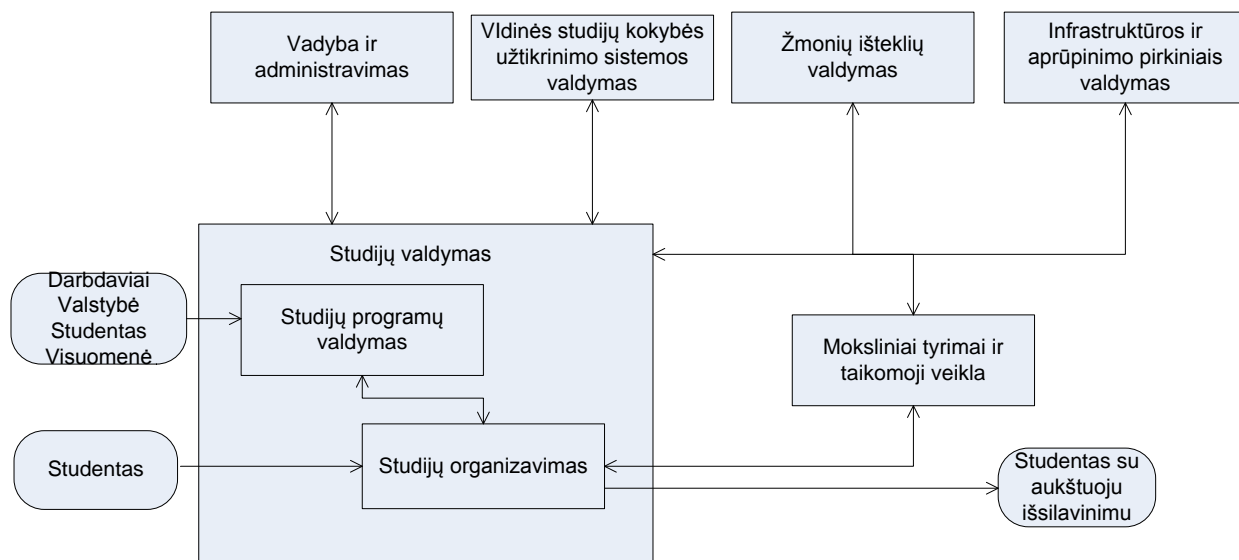 Vadyba ir
administravimas
VIdinės studijų kokybės
užtikrinimo sistemos
valdymas
Žmonių išteklių
valdymas
Infrastruktūros ir
aprūpinimo pirkiniais
valdymas
Studijų valdymas
Darbdaviai
Valstybė
Studentas
Visuomenė
Studijų programų
valdymas
Moksliniai tyrimai ir
taikomoji veikla
Studentas
Studijų organizavimas
Studentas su
aukštuoju
išsilavinimu